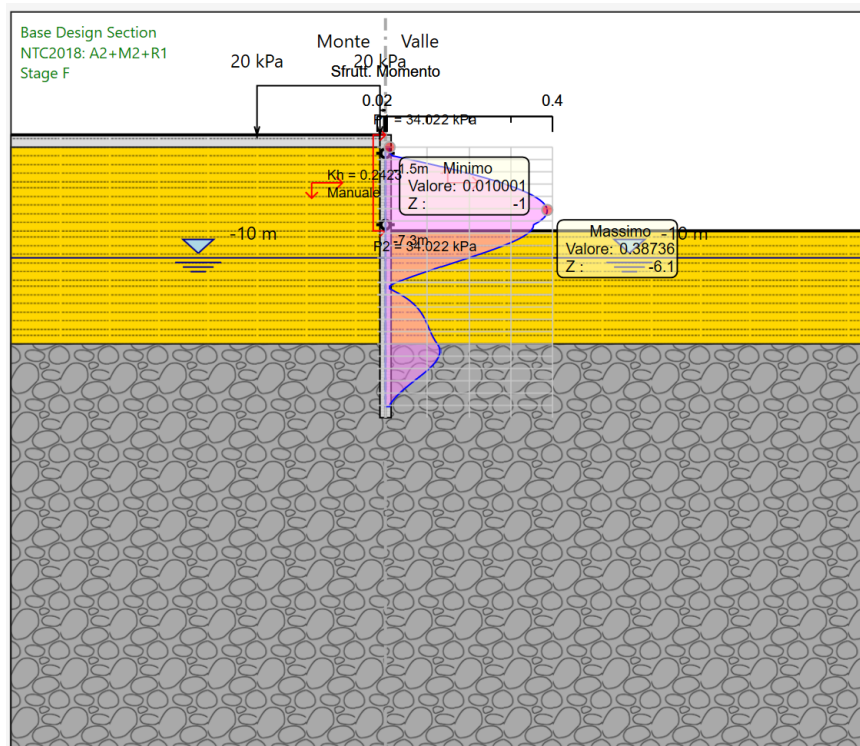 Base Design Section
NTC2018: A2+M2+R1
Stage F
Monte
Valle
20 kPa
20 kPa
Sfrutt. Momento
0.02
0.4
= 34.022 kPa
Kh = 0.2423
Manuale
-1.5m
Minimo
Valore: 0.010001
Z : -1
-10 m
-7.3m
P2 = 34.022 kPa
Massimo
Valore: 0.38736
Z : -6.1
-10 m